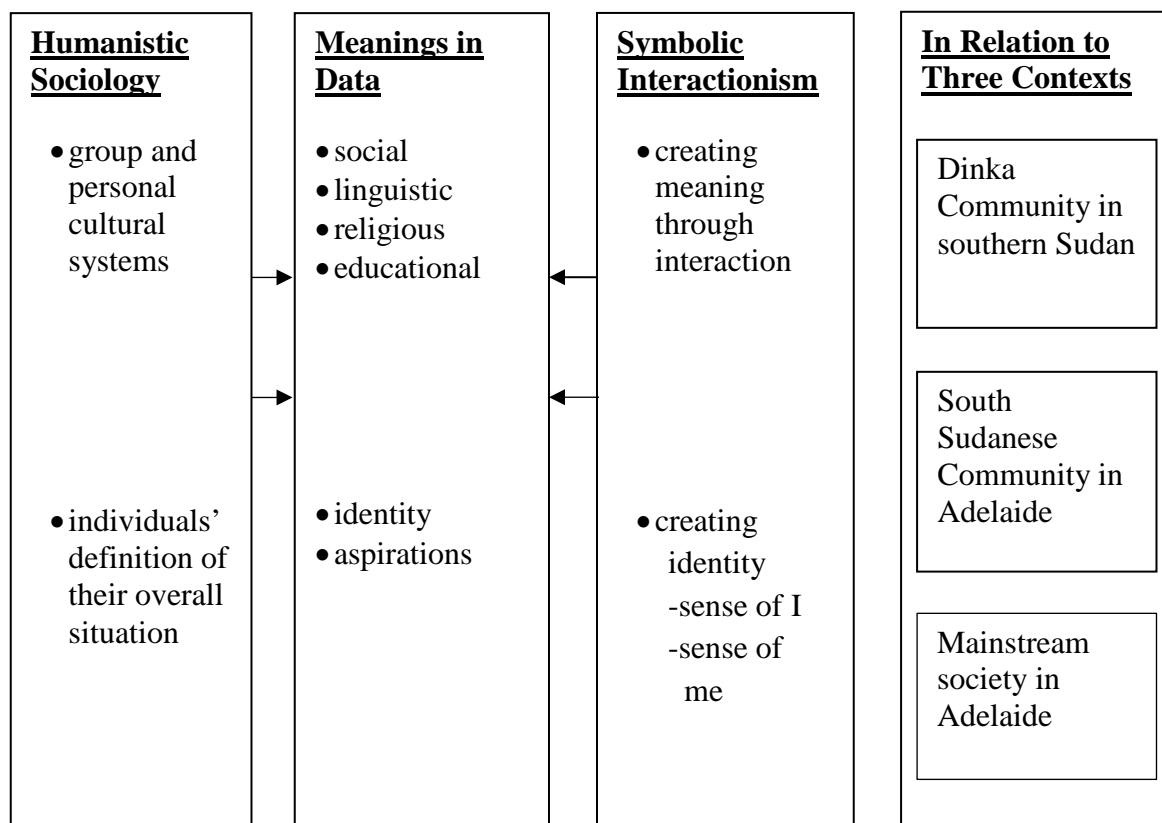 Humanistic
Sociology
• group and
personal
cultural
systems
• individuals’
definition of
their overall
situation
Meanings in
Data
• social
• linguistic
• religious
• educational
• identity
• aspirations
Symbolic
Interactionism
• creating
meaning
through
interaction
• creating
identity
-sense of I
-sense of
me
In Relation to
Three Contexts
Dinka
Community in
southern Sudan
South
Sudanese
Community in
Adelaide
Mainstream
society in
Adelaide